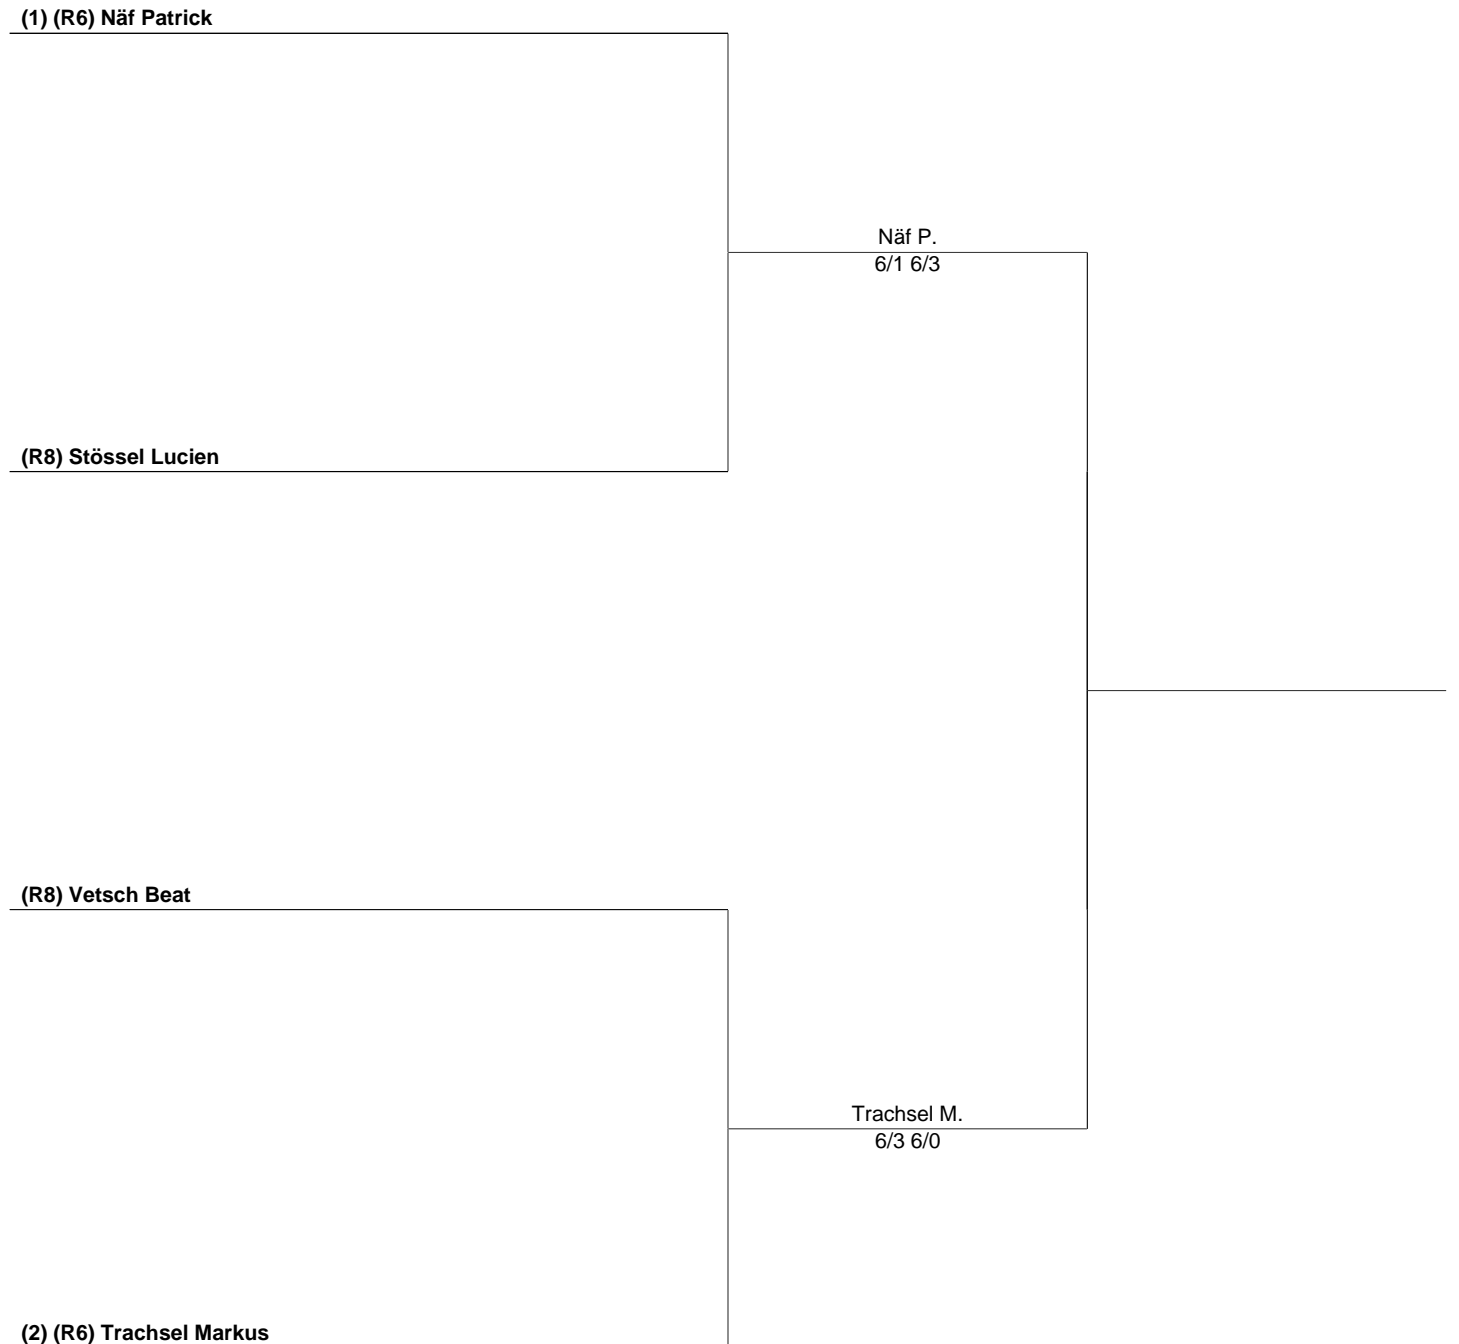 (1) (R6) Näf Patrick
Näf P.
6/1 6/3
(R8) Stössel Lucien
(R8) Vetsch Beat
Trachsel M.
6/3 6/0
(2) (R6) Trachsel Markus